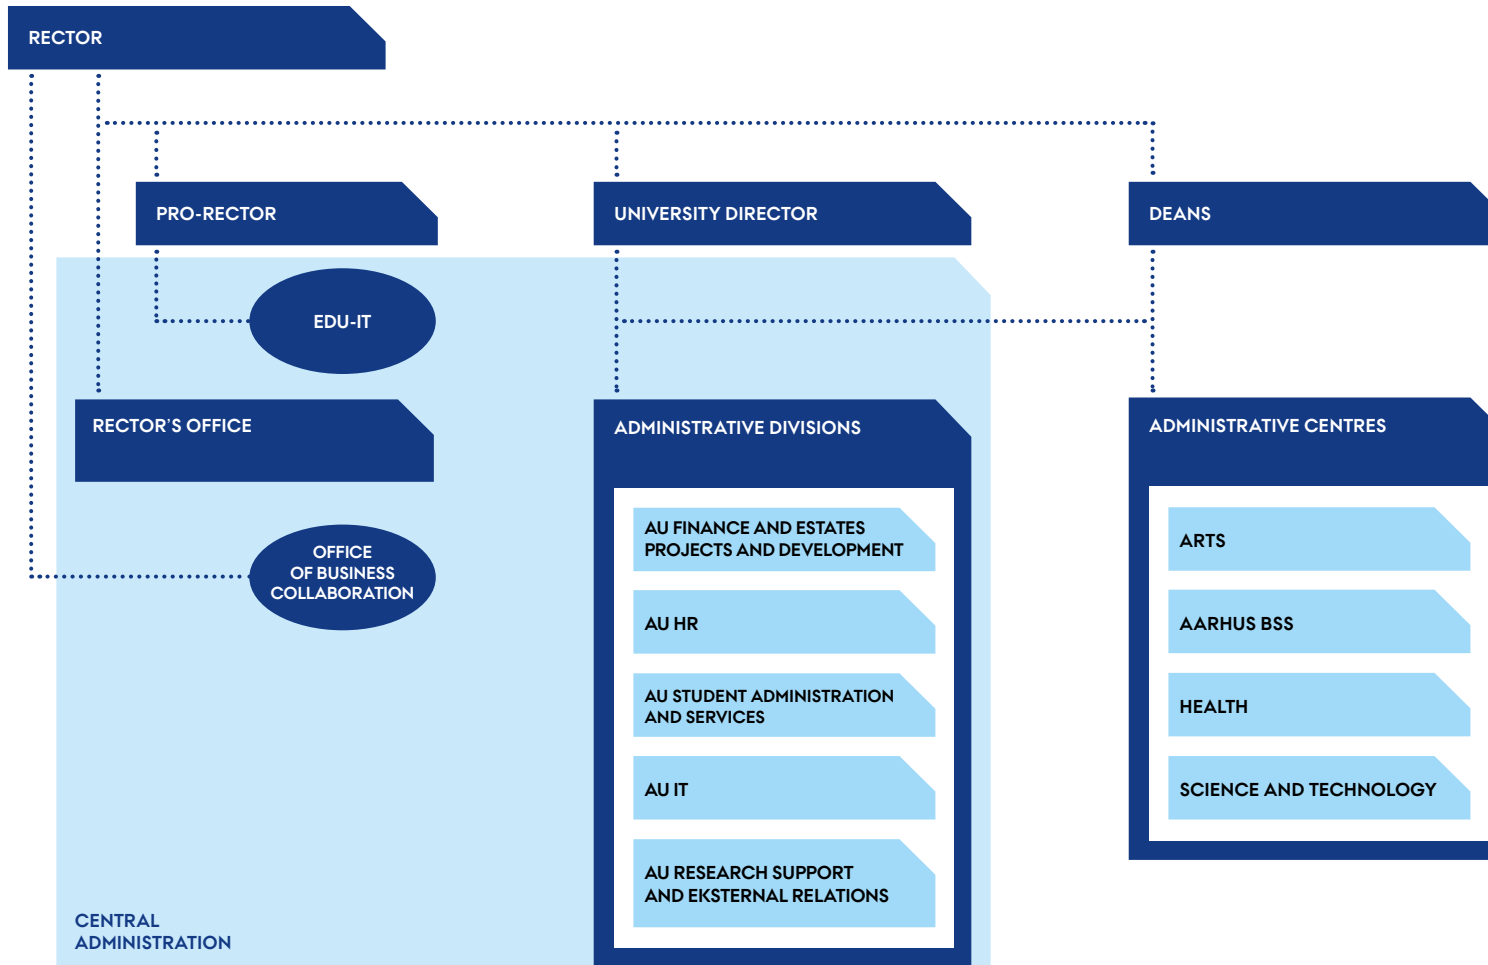 RECTOR
PRO-RECTOR
UNIVERSITY DIRECTOR
DEANS
EDU-IT
RECTOR'S OFFICE
OFFICE
OF BUSINESS
COLLABORATION
ADMINISTRATIVE DIVISIONS
AU FINANCE AND ESTATES
PROJECTS AND DEVELOPMENT
AU HR
AU STUDENT ADMINISTRATION
AND SERVICES
AU IT
AU RESEARCH SUPPORT
AND EKSTERNAL RELATIONS
ADMINISTRATIVE CENTRES
ARTS
AARHUS BSS
HEALTH
SCIENCE AND TECHNOLOGY
CENTRAL
ADMINISTRATION